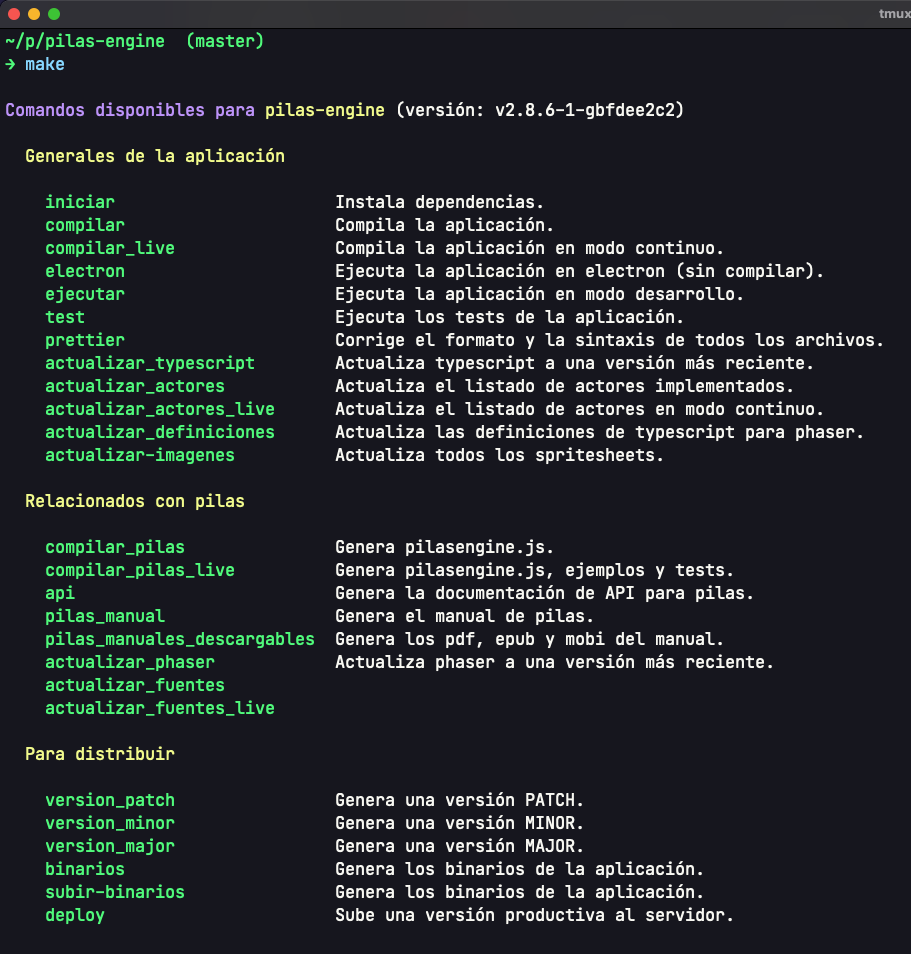 tmux
~/p/pilas-engine  (master)
→ make
Comandos disponibles para pilas-engine (versión: v2.8.6-1-gbfdee2c2)
Generales de la aplicación
iniciar Instala dependencias.
compilar Compila la aplicación.
compilar_live Compila la aplicación en modo continuo.
electron Ejecuta la aplicación en electron (sin compilar).
ejecutar Ejecuta la aplicación en modo desarrollo.
test Ejecuta los tests de la aplicación.
prettier Corrige el formato y la sintaxis de todos los archivos.
actualizar_typescript Actualiza typescript a una versión más reciente.
actualizar_actores Actualiza el listado de actores implementados.
actualizar_actores_live Actualiza el listado de actores en modo continuo.
actualizar_definiciones Actualiza las definiciones de typescript para phaser.
actualizar-imagenes Actualiza todos los spritesheets.
Relacionados con pilas
compilar_pilas Genera pilasengine.js.
compilar_pilas_live Genera pilasengine.js, ejemplos y tests.
api Genera la documentación de API para pilas.
pilas_manual Genera el manual de pilas.
pilas_manuales_descargables Genera los pdf, epub y mobi del manual.
actualizar_phaser Actualiza phaser a una versión más reciente.
actualizar_fuentes
actualizar_fuentes_live
Para distribuir
version_patch Genera una versión PATCH.
version_minor Genera una versión MINOR.
version_major Genera una versión MAJOR.
binarios Genera los binarios de la aplicación.
subir-binarios Genera los binarios de la aplicación.
deploy Sube una versión productiva al servidor.